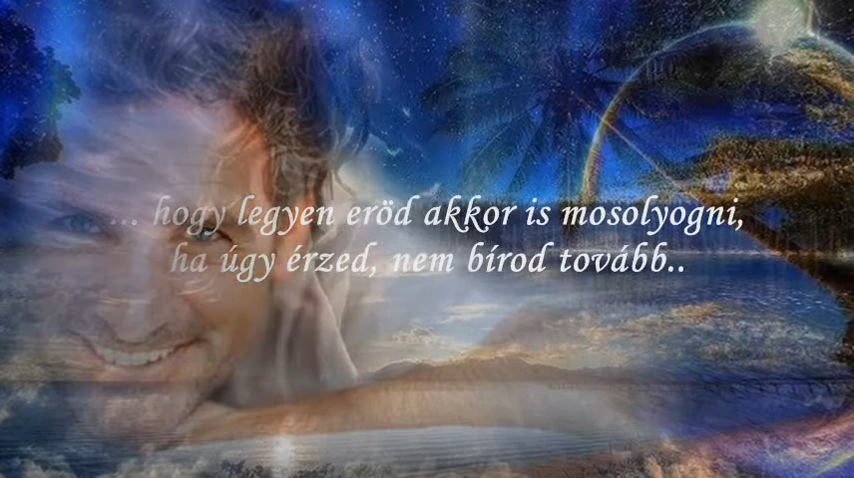 ... hogy legyen eröd akkor is mosolyogni,
ha úgy érzed, nem bírod tovább..